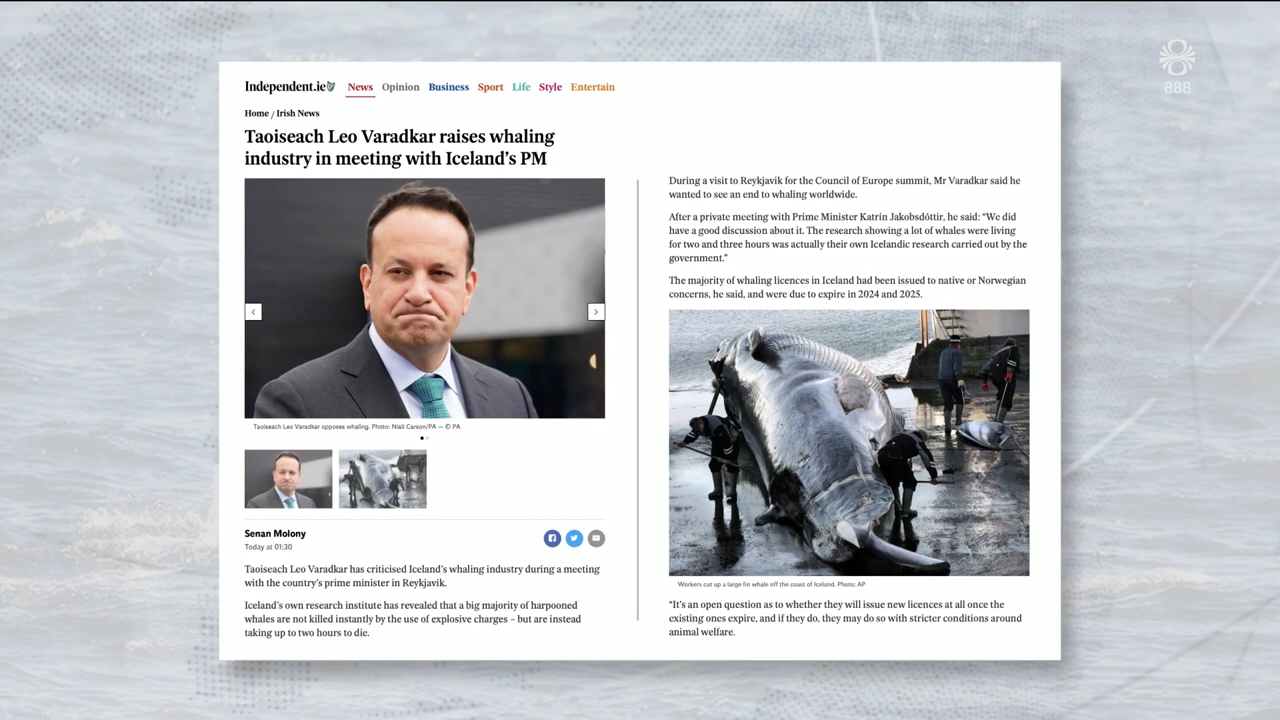 888
Independent.ie News Opinion Business Sport Life Style Entertain
Home / Irish News
Taoiseach Leo Varadkar raises whaling
industry in meeting with Iceland's PM
Taoiseach Leo Varadkar opposes whaling. Photo: Niall Carson/PA — © PA
Senan Molony
Today at 01:30
Taoiseach Leo Varadkar has criticised Iceland's whaling industry during a meeting
with the country's prime minister in Reykjavik.
Iceland's own research institute has revealed that a big majority of harpooned
whales are not killed instantly by the use of explosive charges – but are instead
taking up to two hours to die.
During a visit to Reykjavik for the Council of Europe summit, Mr Varadkar said he
wanted to see an end to whaling worldwide.
After a private meeting with Prime Minister Katrín Jakobsdóttir, he said: “We did
have a good discussion about it. The research showing a lot of whales were living
for two and three hours was actually their own Icelandic research carried out by the
government.”
The majority of whaling licences in Iceland had been issued to native or Norwegian
concerns, he said, and were due to expire in 2024 and 2025.
Workers cut up a large fin whale off the coast of Iceland. Photo: AP
“It's an open question as to whether they will issue new licences at all once the
existing ones expire, and if they do, they may do so with stricter conditions around
animal welfare.